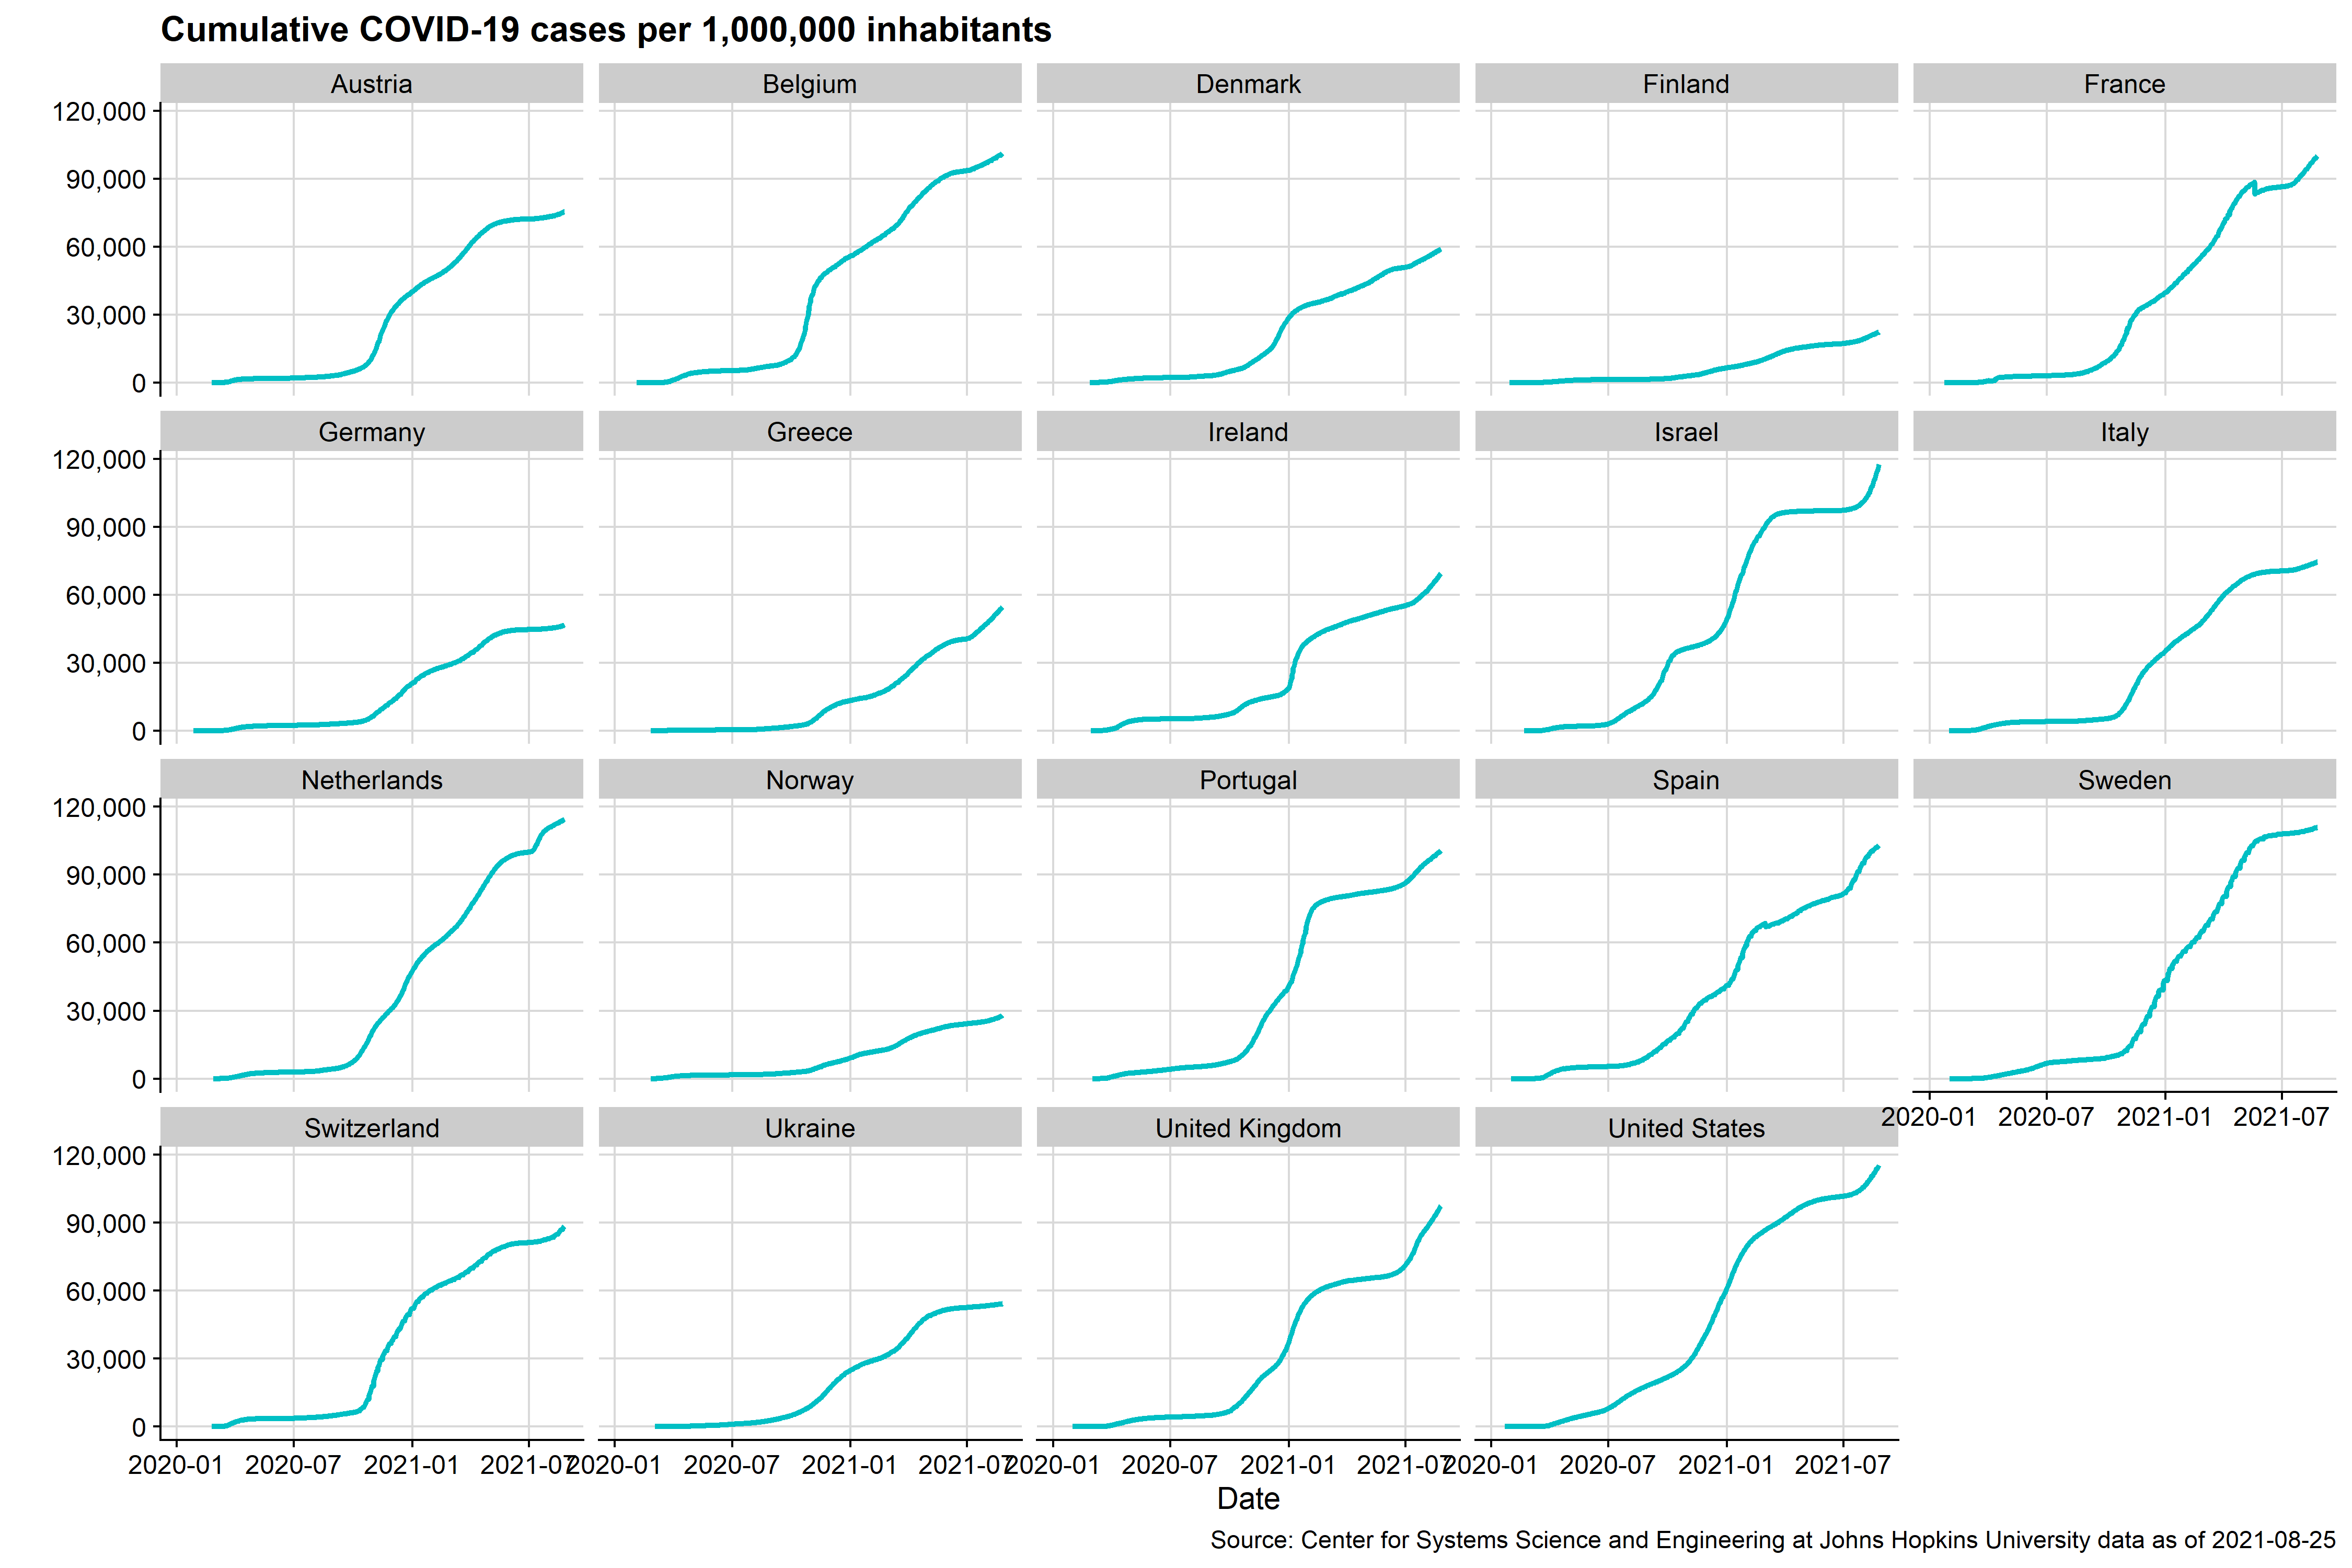 Cumulative COVID-19 cases per 1,000,000 inhabitants
Austria Belgium Denmark Finland France
120,000
90,000
60,000
30,000
0
Germany Greece Ireland Israel Italy
120,000
90,000
60,000
30,000
0
Netherlands Norway Portugal Spain Sweden
120,000
90,000
60,000
30,000
0
2020-01 2020-07 2021-01 2021-07
Switzerland Ukraine United Kingdom United States
120,000
90,000
60,000
30,000
0
2020-01 2020-07 2021-01 2021-07 2020-01 2020-07 2021-01 2021-07 2020-01 2020-07 2021-01 2021-07 2020-01 2020-07 2021-01 2021-07
Date
Source: Center for Systems Science and Engineering at Johns Hopkins University data as of 2021-08-25